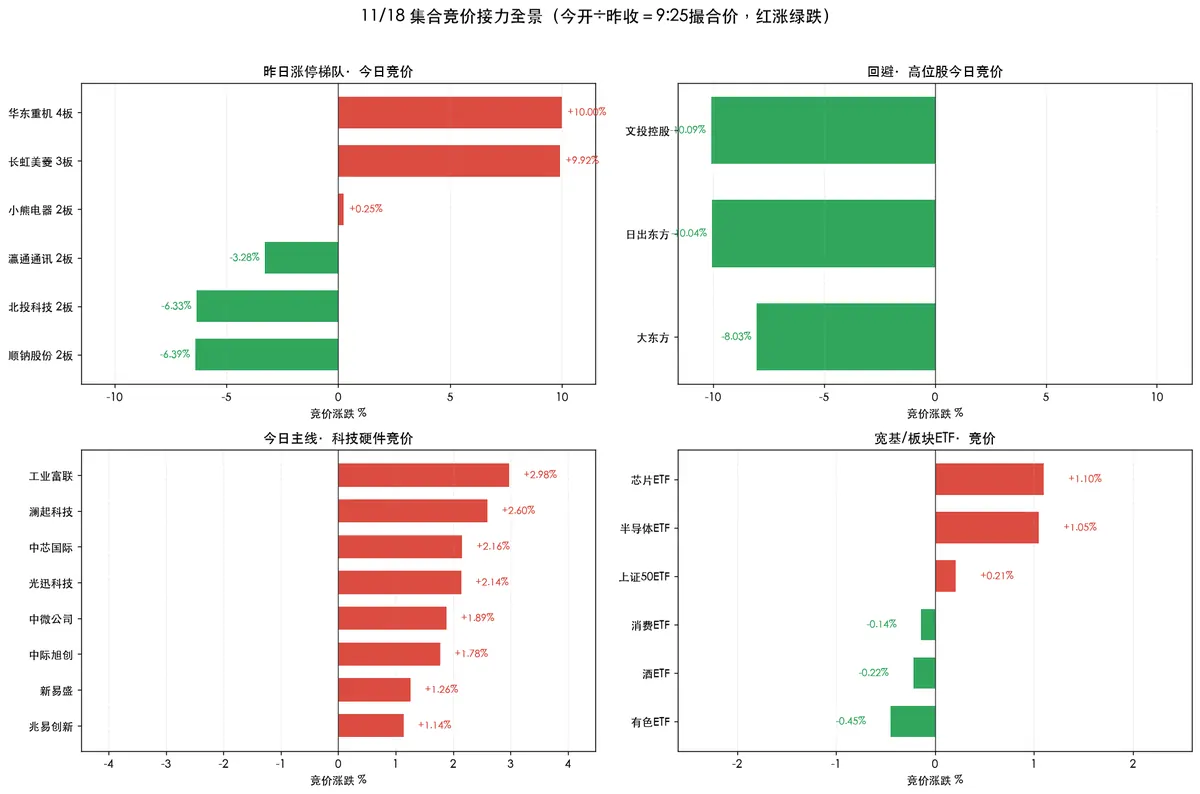 11/18 集合竞价接力全景（今开÷昨收＝9:25撮合价，红涨绿跌）
昨日涨停梯队· 今日竞价
华东重机 4板
+10.00%
长虹美菱 3板
+9.92%
小熊电器 2板
+0.25%
瀛通通讯 2板
-3.28%
北投科技 2板
-6.33%
顺钠股份 2板
-6.39%
-10 -5 0 5 10
竞价涨跌 %
回避· 高位股今日竞价
文投控股
-10.09%
日出东方
-10.04%
大东方
-8.03%
-10 -5 0 5 10
竞价涨跌 %
今日主线· 科技硬件竞价
工业富联
+2.98%
澜起科技
+2.60%
中芯国际
+2.16%
光迅科技
+2.14%
中微公司
+1.89%
中际旭创
+1.78%
新易盛
+1.26%
兆易创新
+1.14%
-4 -3 -2 -1 0 1 2 3 4
竞价涨跌 %
宽基/板块ETF· 竞价
芯片ETF
+1.10%
半导体ETF
+1.05%
上证50ETF
+0.21%
消费ETF
-0.14%
酒ETF
-0.22%
有色ETF
-0.45%
-2 -1 0 1 2
竞价涨跌 %